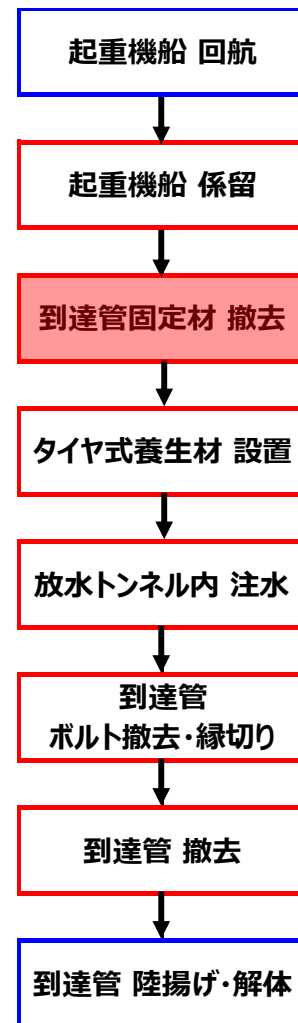 起重機船 回航
起重機船 係留
到達管固定材 撤去
タイヤ式養生材 設置
放水トンネル内 注水
到達管
ボルト撤去・縁切り
到達管 撤去
到達管 陸揚げ・解体